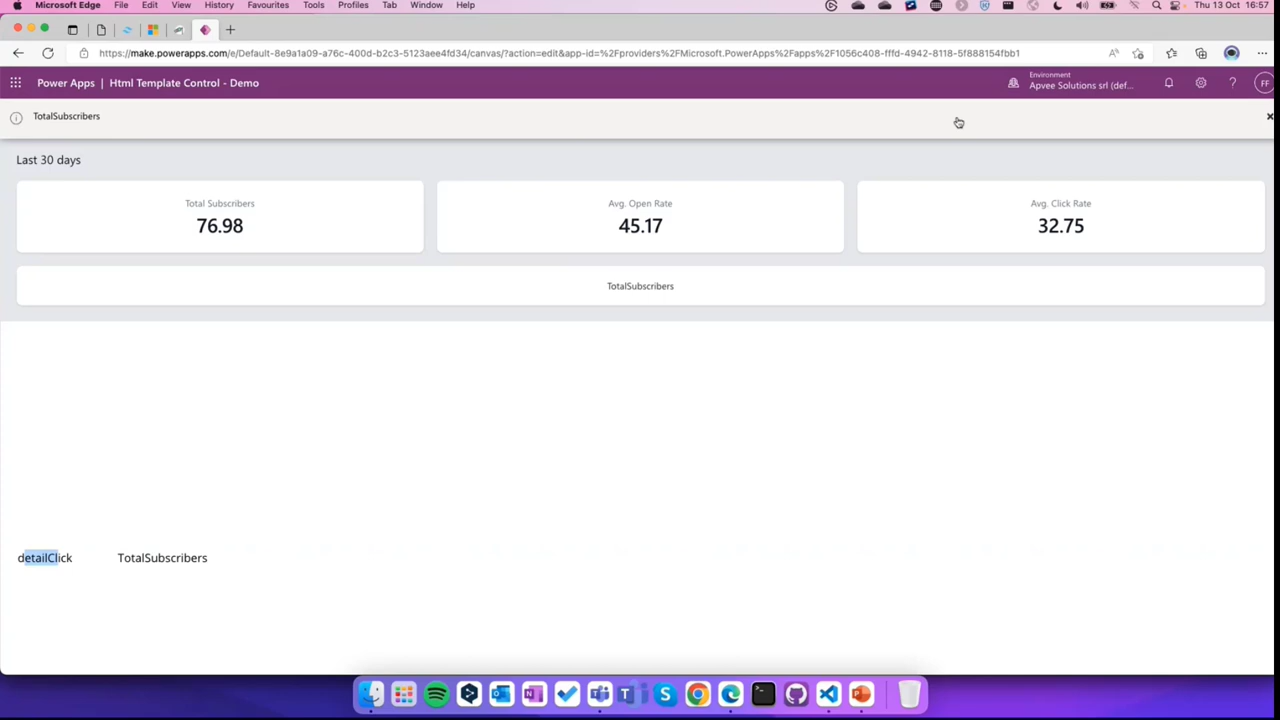 Microsoft Edge File Edit View History Favourites Tools Profiles Tab Window Help Thu 13 Oct 16:57
https://make.powerapps.com/e/Default-8e9a1a09-a76c-400d-b2c3-5123aee4fd34/canvas/?action=edit&app-id=%2Fproviders%2FMicrosoft.PowerApps%2Fapps%2F1056c408-fffd-4942-8118-5f888154fbb1
Power Apps | Html Template Control - Demo
Environment
Apvee Solutions srl (def...
FF
TotalSubscribers
Last 30 days
Total Subscribers
76.98
Avg. Open Rate
45.17
Avg. Click Rate
32.75
TotalSubscribers
detailClick TotalSubscribers